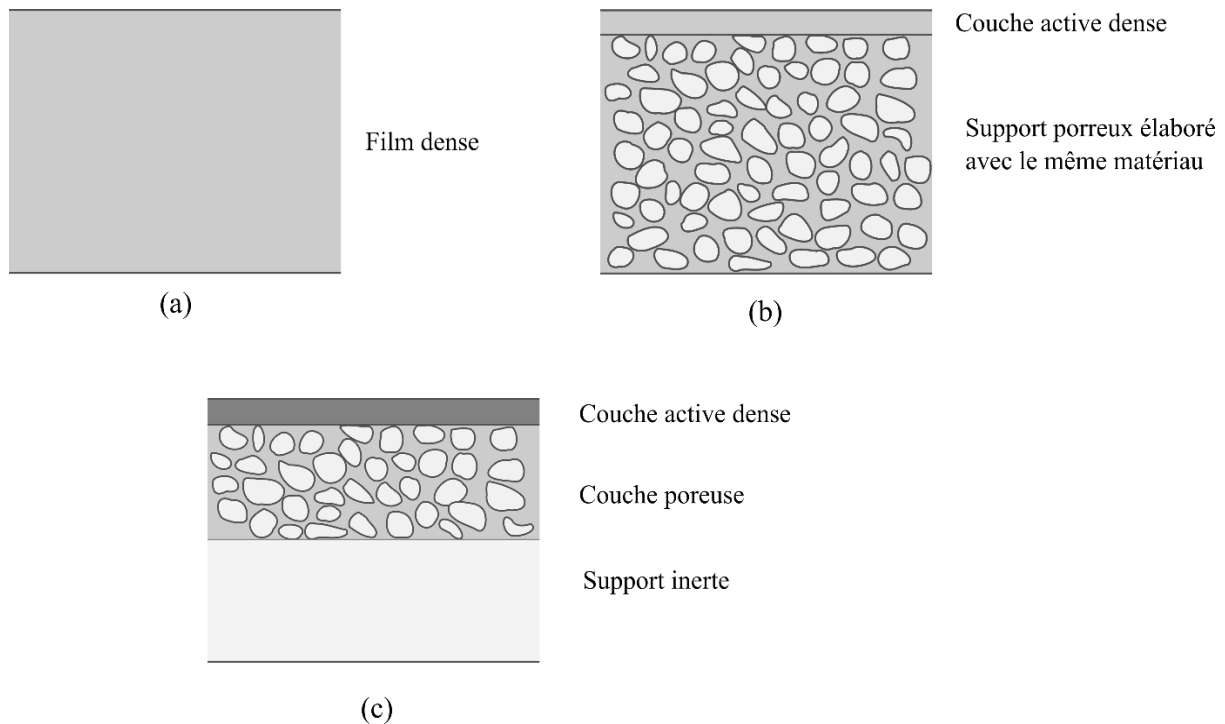 Film dense
(a)
Couche active dense
Support porreux élaboré
avec le même matériau
(b)
Couche active dense
Couche poreuse
Support inerte
(c)